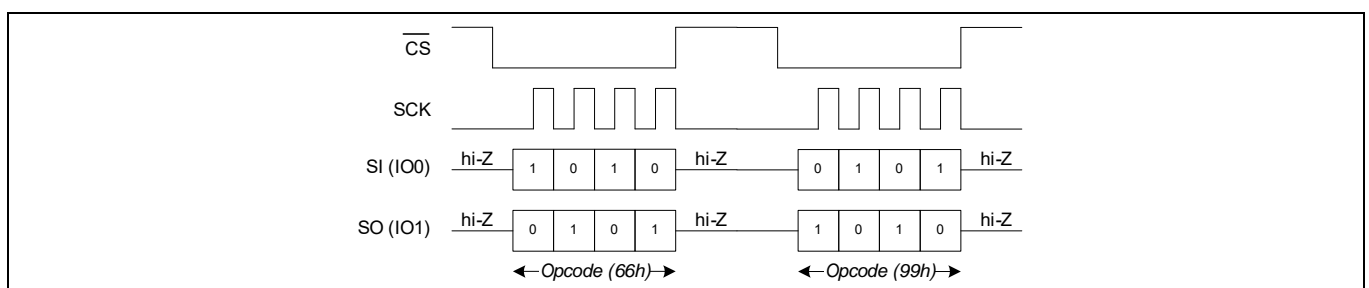 CS
SCK
SI (IO0) hi-Z 1 0 1 0 hi-Z 0 1 0 1 hi-Z
SO (IO1) hi-Z 0 1 0 1 hi-Z 1 0 1 0 hi-Z
Opcode (66h) Opcode (99h)